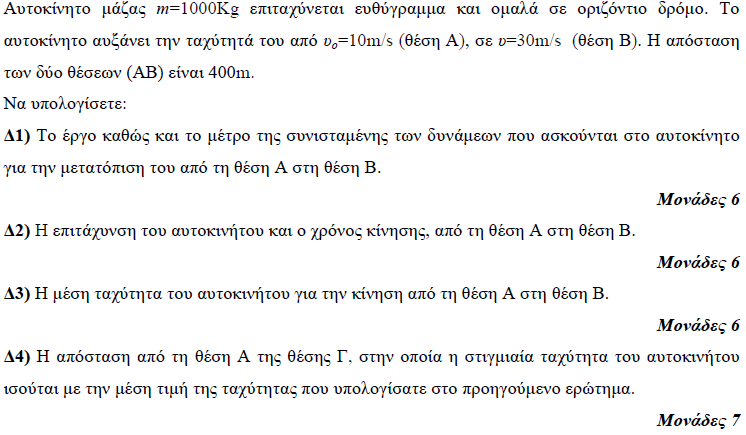 Αυτοκίνητο μάζας m=1000Kg επιταχύνεται ευθύγραμμα και ομαλά σε οριζόντιο δρόμο. Το
αυτοκίνητο αυξάνει την ταχύτητά του από υₒ=10m/s (θέση Α), σε υ=30m/s (θέση Β). Η απόσταση
των δύο θέσεων (ΑΒ) είναι 400m.
Να υπολογίσετε:
Δ1) Το έργο καθώς και το μέτρο της συνισταμένης των δυνάμεων που ασκούνται στο αυτοκίνητο
για την μετατόπιση του από τη θέση Α στη θέση Β.
Μονάδες 6
Δ2) Η επιτάχυνση του αυτοκινήτου και ο χρόνος κίνησης, από τη θέση Α στη θέση Β.
Μονάδες 6
Δ3) Η μέση ταχύτητα του αυτοκινήτου για την κίνηση από τη θέση Α στη θέση Β.
Μονάδες 6
Δ4) Η απόσταση από τη θέση Α της θέσης Γ, στην οποία η στιγμιαία ταχύτητα του αυτοκινήτου
ισούται με την μέση τιμή της ταχύτητας που υπολογίσατε στο προηγούμενο ερώτημα.
Μονάδες 7